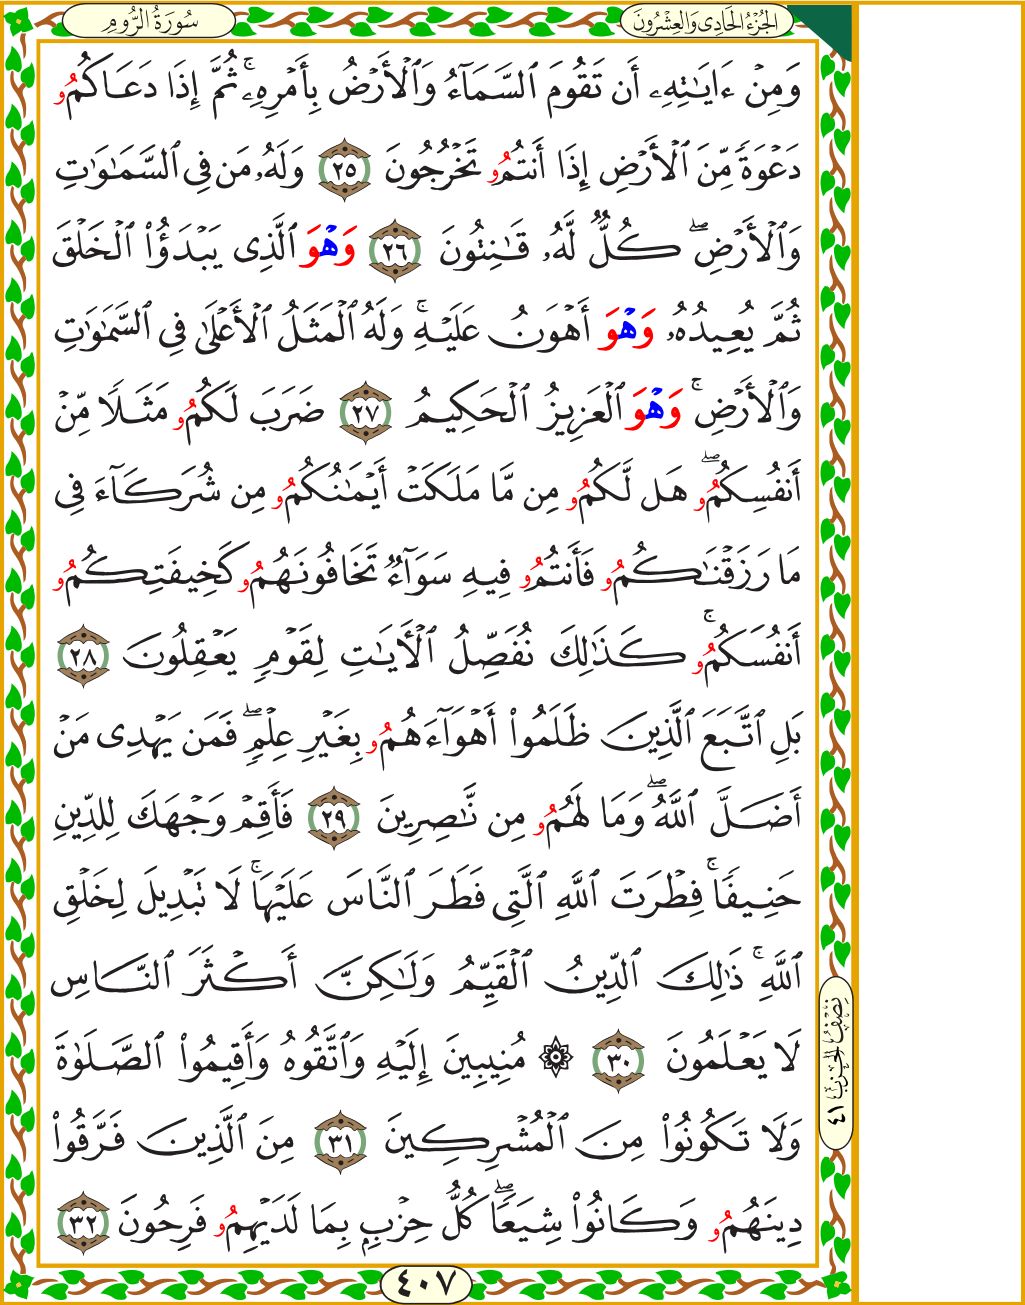 الجُزْءُ الحَادِى وَالعِشْرُونَ
سُورَةُ الرُّومِ
وَمِنْ ءَايَٰتِهِۦٓ أَن تَقُومَ ٱلسَّمَآءُ وَٱلْأَرْضُ بِأَمْرِهِۦ ۚ ثُمَّ إِذَا دَعَاكُمُۥ
دَعْوَةً مِّنَ ٱلْأَرْضِ إِذَآ أَنتُمُۥ تَخْرُجُونَ ٢٥ وَلَهُۥ مَن فِى ٱلسَّمَٰوَٰتِ
وَٱلْأَرْضِ ۖ كُلٌّ لَّهُۥ قَٰنِتُونَ ٢٦ وَهْوَ ٱلَّذِى يَبْدَؤُا۟ ٱلْخَلْقَ
ثُمَّ يُعِيدُهُۥ وَهْوَ أَهْوَنُ عَلَيْهِ ۚ وَلَهُ ٱلْمَثَلُ ٱلْأَعْلَىٰ فِى ٱلسَّمَٰوَٰتِ
وَٱلْأَرْضِ ۚ وَهْوَ ٱلْعَزِيزُ ٱلْحَكِيمُ ٢٧ ضَرَبَ لَكُمُۥ مَثَلًا مِّنْ
أَنفُسِكُمُۥ ۖ هَل لَّكُمُۥ مِن مَّا مَلَكَتْ أَيْمَٰنُكُمُۥ مِن شُرَكَآءَ فِى
مَا رَزَقْنَٰكُمُۥ فَأَنتُمُۥ فِيهِ سَوَآءٌ تَخَافُونَهُمُۥ كَخِيفَتِكُمُۥ
أَنفُسَكُمُۥ ۚ كَذَٰلِكَ نُفَصِّلُ ٱلْأَيَٰتِ لِقَوْمٍ يَعْقِلُونَ ٢٨
بَلِ ٱتَّبَعَ ٱلَّذِينَ ظَلَمُوٓا۟ أَهْوَآءَهُمُۥ بِغَيْرِ عِلْمٍ ۖ فَمَن يَهْدِى مَنْ
أَضَلَّ ٱللَّهُ ۖ وَمَا لَهُمُۥ مِن نَّٰصِرِينَ ٢٩ فَأَقِمْ وَجْهَكَ لِلدِّينِ
حَنِيفًا ۚ فِطْرَتَ ٱللَّهِ ٱلَّتِى فَطَرَ ٱلنَّاسَ عَلَيْهَا ۚ لَا تَبْدِيلَ لِخَلْقِ
ٱللَّهِ ۚ ذَٰلِكَ ٱلدِّينُ ٱلْقَيِّمُ وَلَٰكِنَّ أَكْثَرَ ٱلنَّاسِ
لَا يَعْلَمُونَ ٣٠ ۞ مُنِيبِينَ إِلَيْهِ وَٱتَّقُوهُ وَأَقِيمُوا۟ ٱلصَّلَوٰةَ
وَلَا تَكُونُوا۟ مِنَ ٱلْمُشْرِكِينَ ٣١ مِنَ ٱلَّذِينَ فَرَّقُوا۟
دِينَهُمُۥ وَكَانُوا۟ شِيَعًا ۖ كُلُّ حِزْبٍ بِمَا لَدَيْهِمُۥ فَرِحُونَ ٣٢
نِصْفُ الحِزْبِ ٤١
٤٠٧